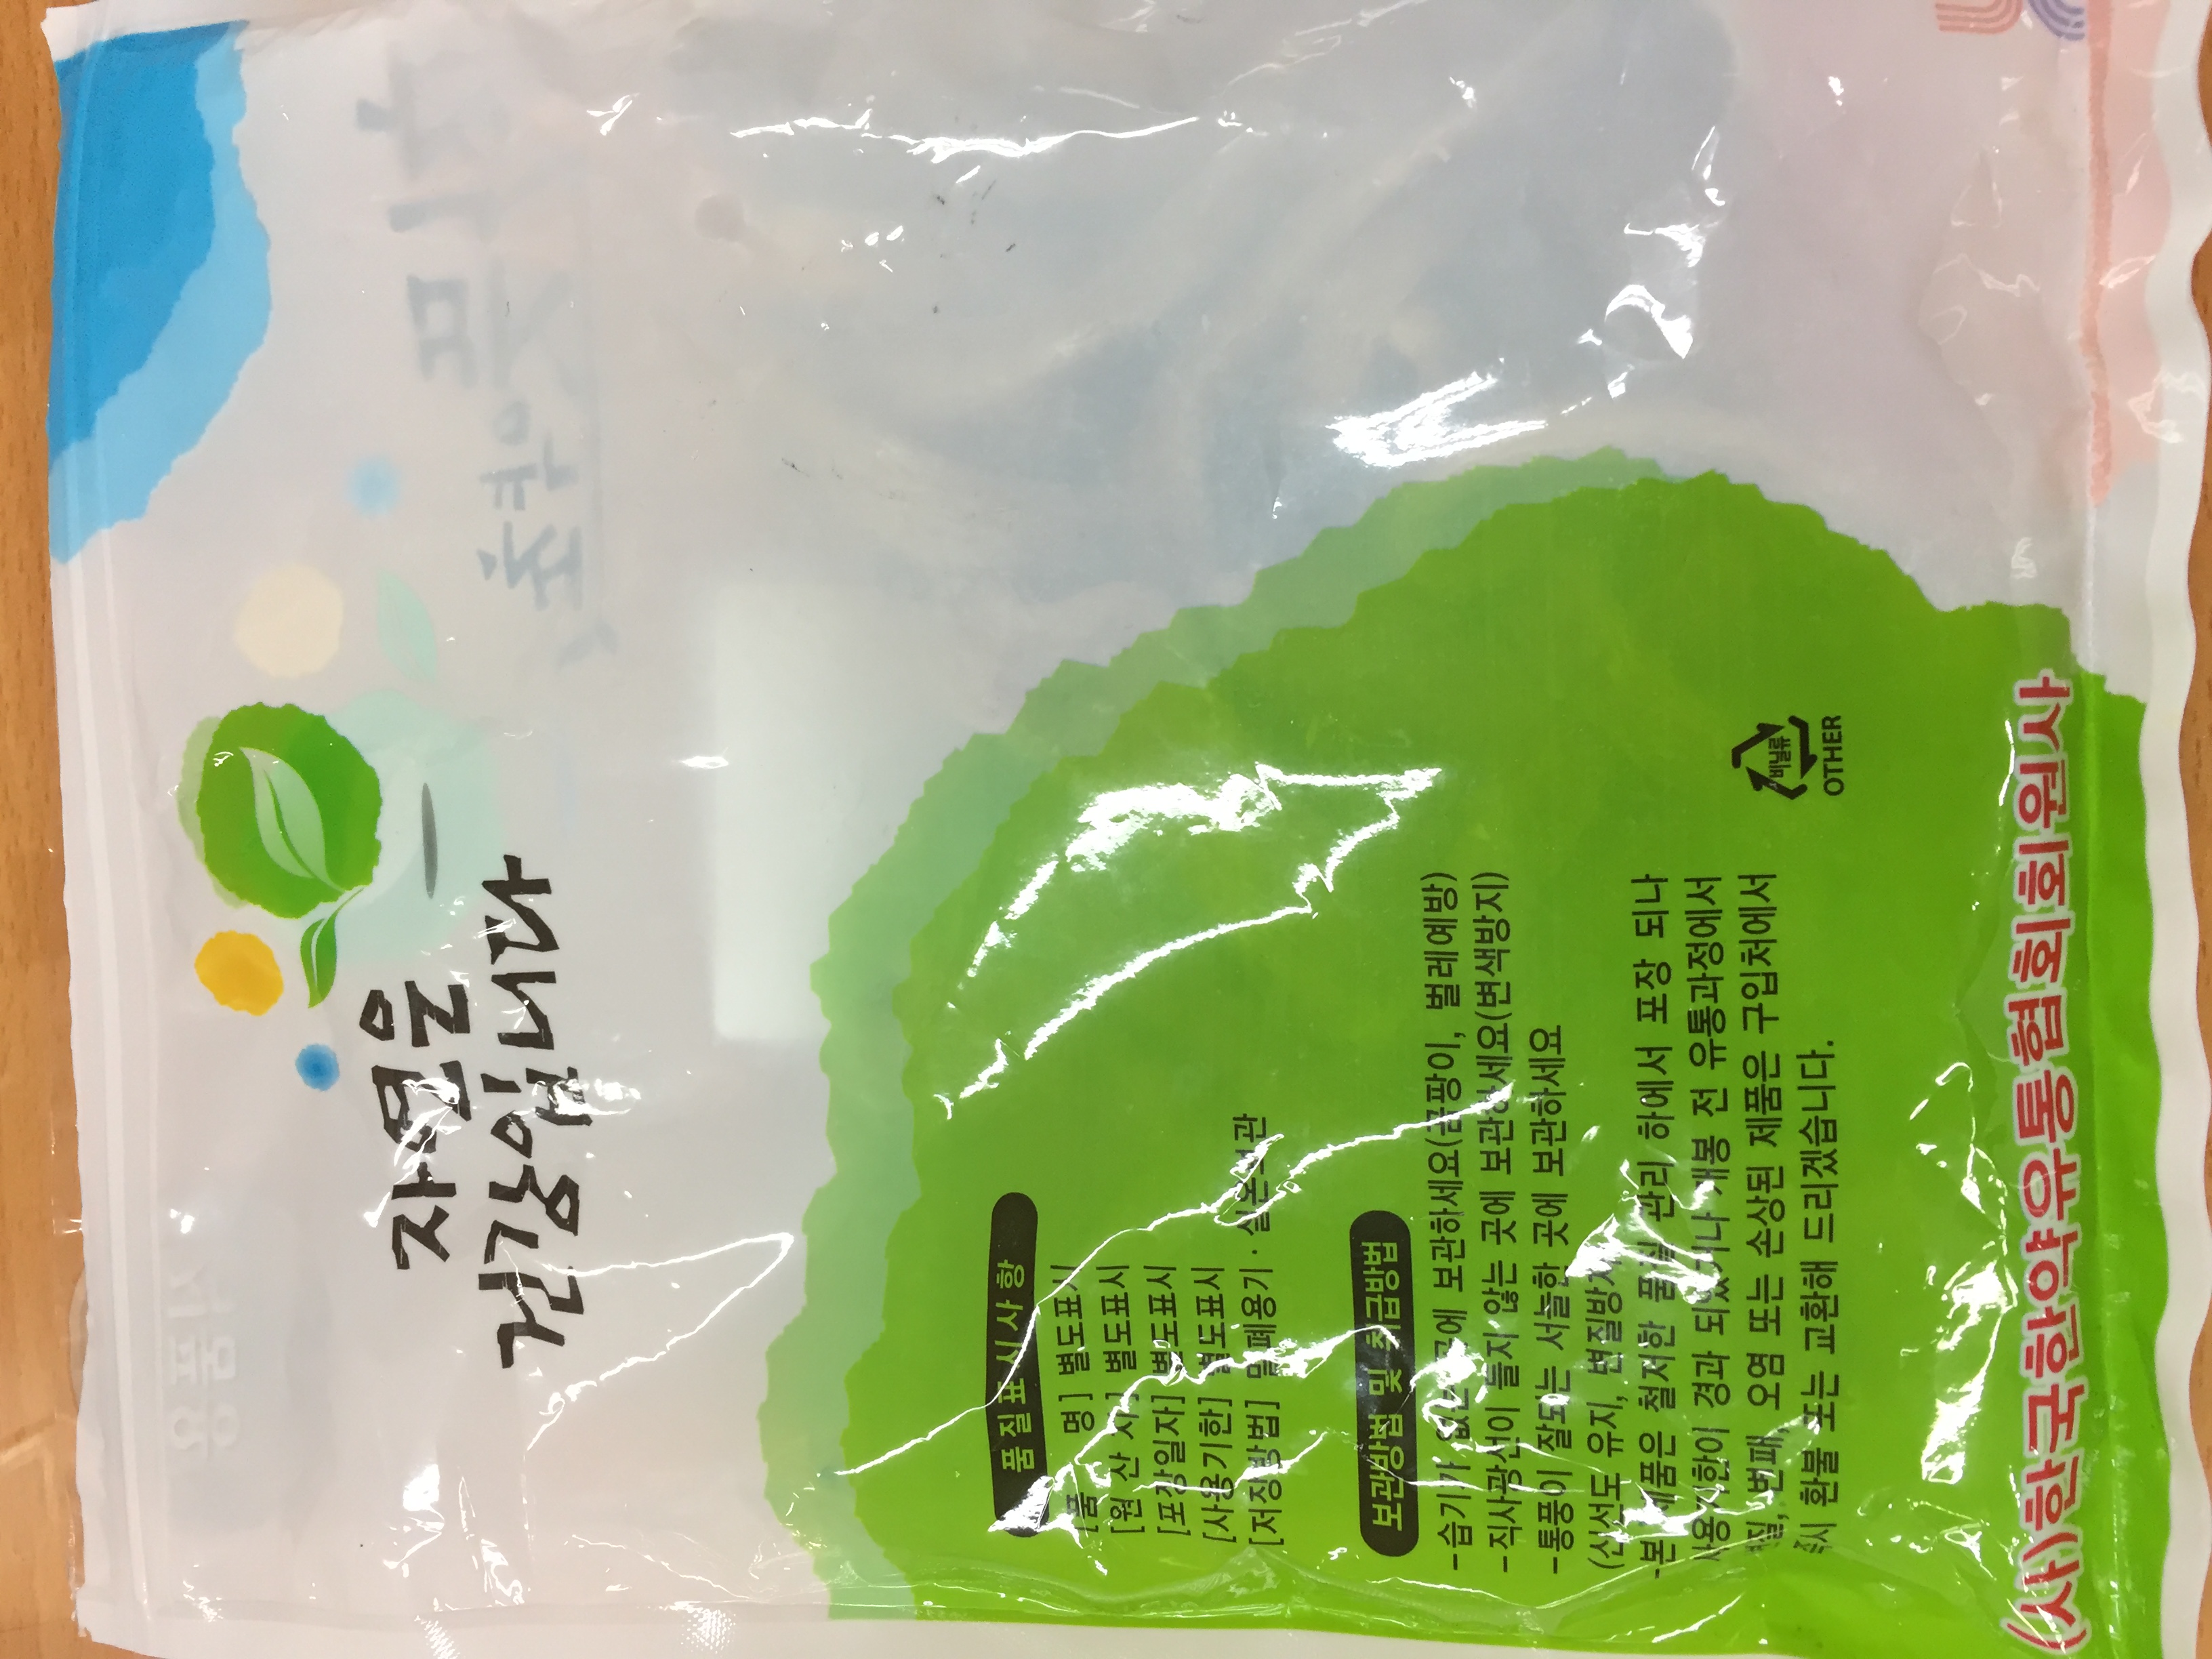 자연은
건강입니다
품질표시사항
[품 명] 별도표시
[원 산 지] 별도표시
[포장일자] 별도표시
[사용기한] 별도표시
[저장방법] 밀폐용기 · 실온보관
보관방법 및 취급방법
-습기가 없는 곳에 보관하세요(곰팡이, 벌레예방)
-직사광선이 들지 않는 곳에 보관하세요(변색방지)
-통풍이 잘되는 서늘한 곳에 보관하세요
(신선도 유지, 변질방지)
-본 제품은 철저한 품질 관리 하에서 포장 되나
사용기한이 경과 되었거나 개봉 전 유통과정에서
변질, 변패, 오염 또는 손상된 제품은 구입처에서
즉시 환불 또는 교환해 드리겠습니다.
비닐류
OTHER
(사)한국한약유통협회회원사